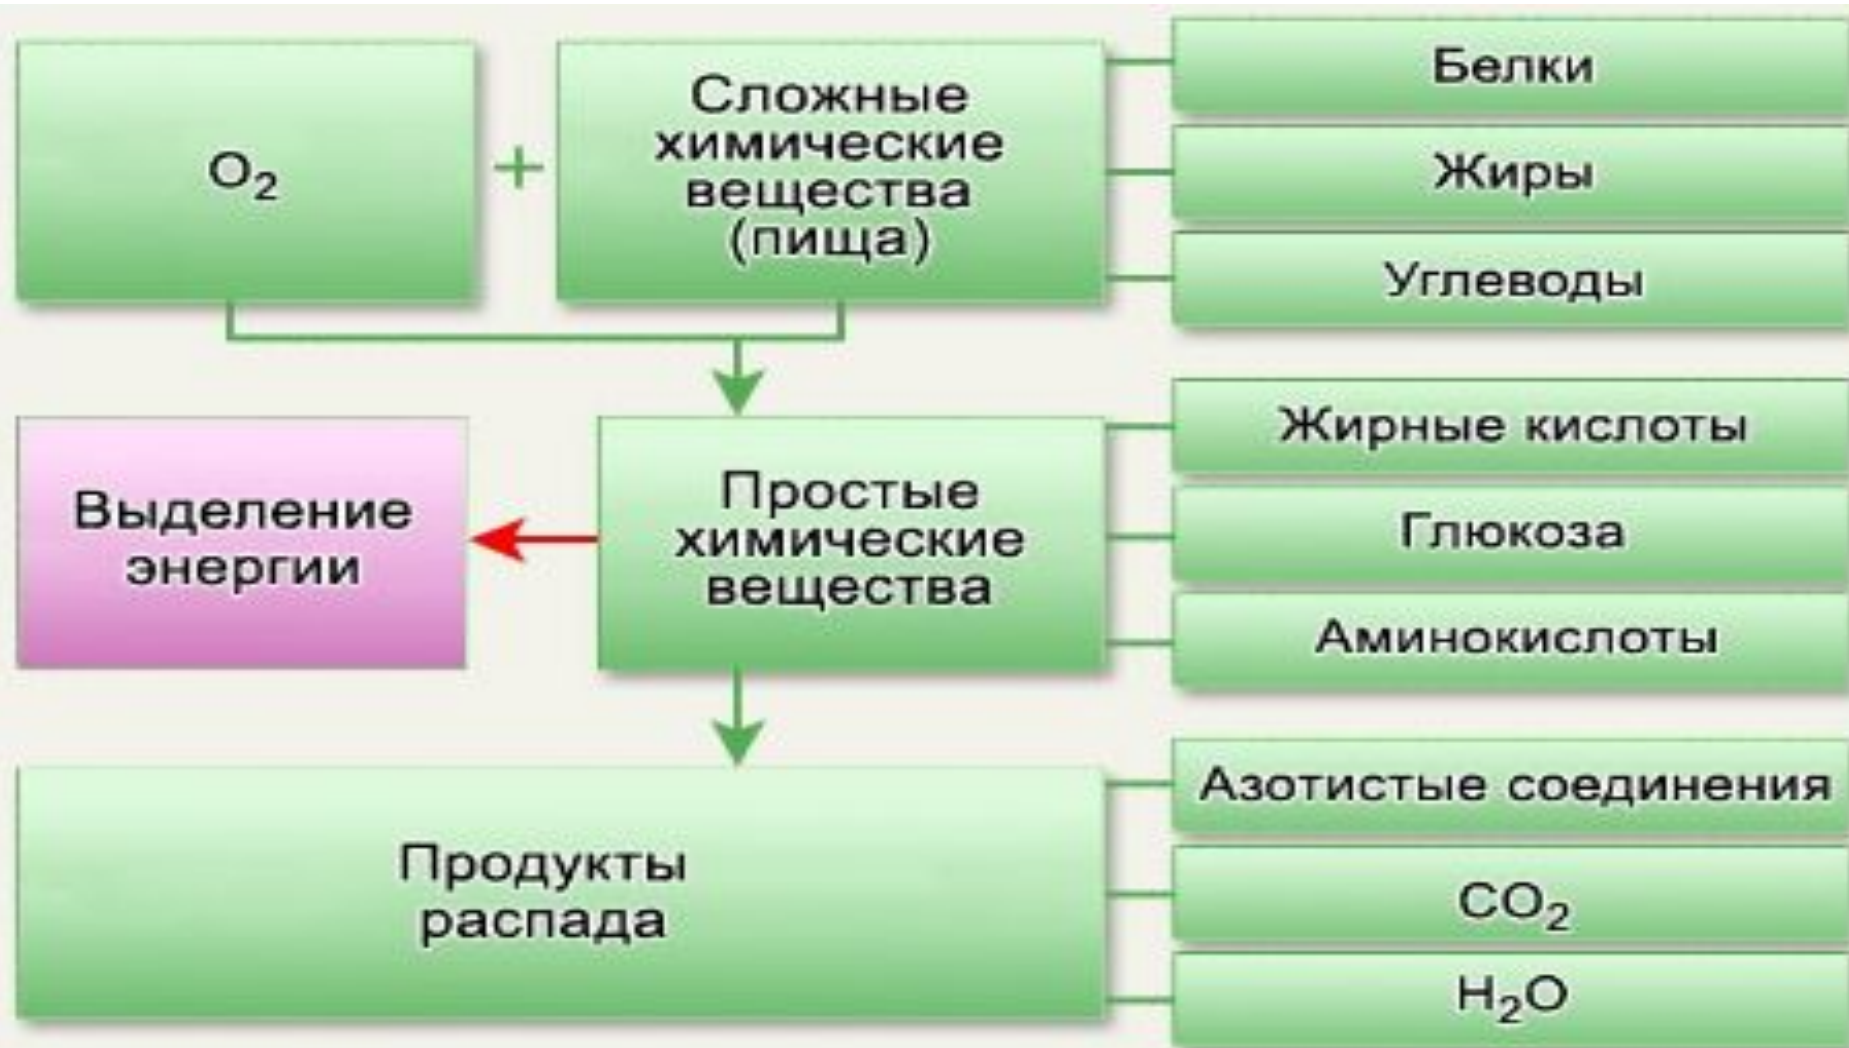 O₂
+
Сложные
химические
вещества
(пища)
Белки
Жиры
Углеводы
Выделение
энергии
Простые
химические
вещества
Жирные кислоты
Глюкоза
Аминокислоты
Продукты
распада
Азотистые соединения
CO₂
H₂O